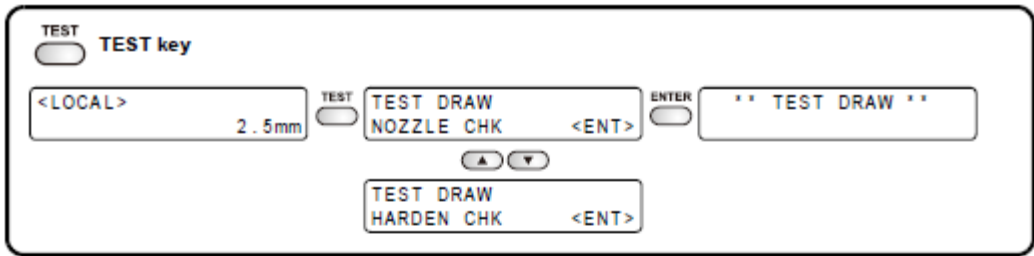 TEST
TEST key
<LOCAL>
2.5mm
TEST
TEST DRAW
NOZZLE CHK <ENT>
ENTER
** TEST DRAW **
▲ ▼
TEST DRAW
HARDEN CHK <ENT>